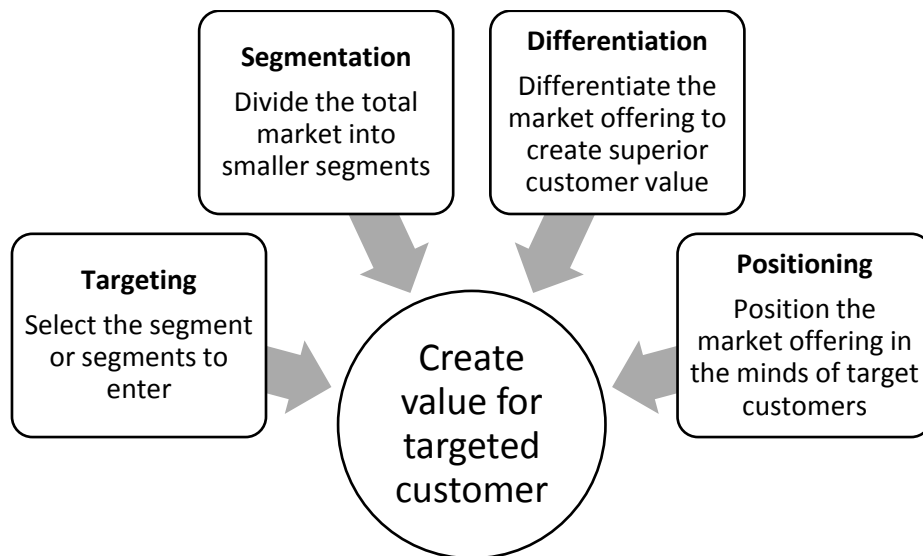 Segmentation
Divide the total
market into
smaller segments
Differentiation
Differentiate the
market offering to
create superior
customer value
Targeting
Select the segment
or segments to
enter
Positioning
Position the
market offering in
the minds of target
customers
Create
value for
targeted
customer